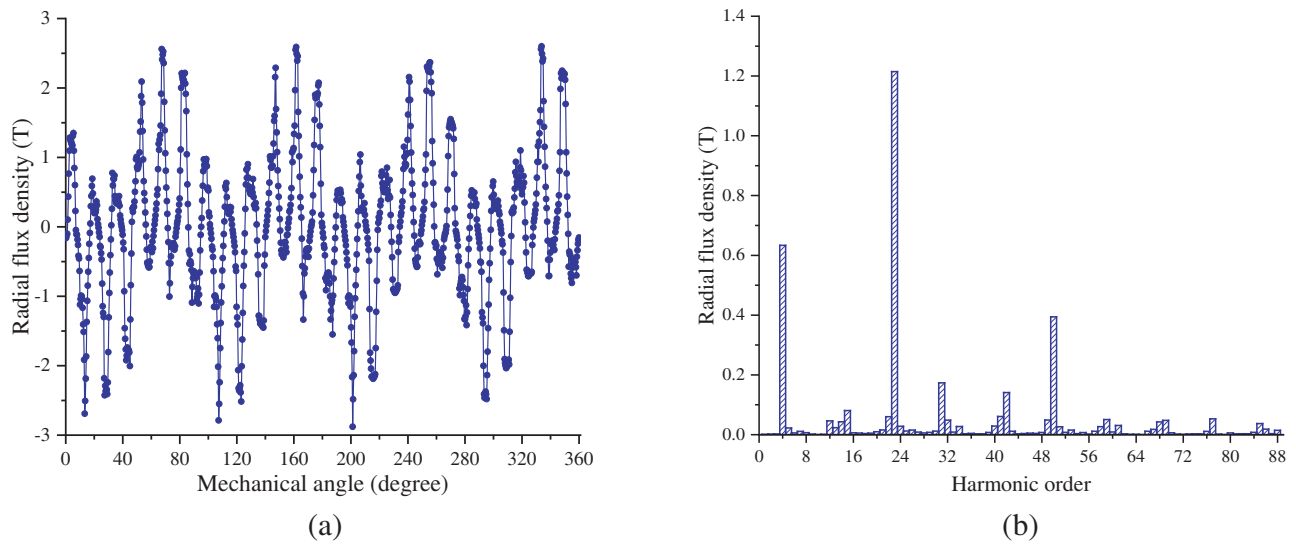 3
2
1
0
-1
-2
-3
Radial flux density (T)
0 40 80 120 160 200 240 280 320 360
Mechanical angle (degree)
(a)
1.4
1.2
1.0
0.8
0.6
0.4
0.2
0.0
Radial flux density (T)
0 8 16 24 32 40 48 56 64 72 80 88
Harmonic order
(b)